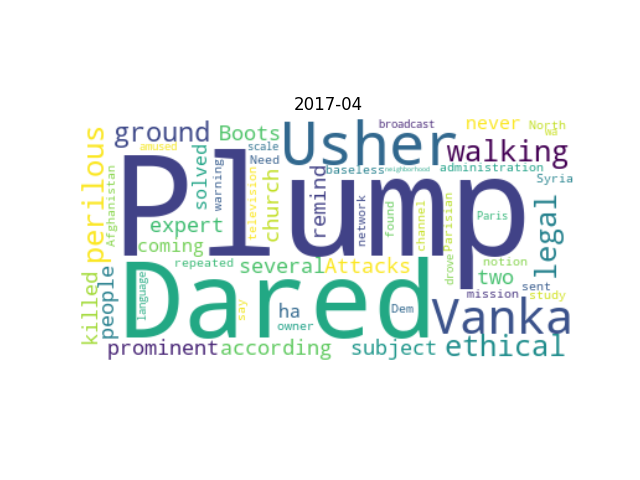 2017-04
Plump
Dared
Usher
Vanka
walking
ground
Boots
perilous
solved
expert
coming
church
remind
legal
ethical
several
Attacks
two
people
killed
prominent
according
subject
never
North
wa
broadcast
amused
scale
Need
baseless
neighborhood
administration
Syria
Afghanistan
warning
television
network
found
channel
Parisian
drove
Paris
notion
sent
mission
study
repeated
language
say
ha
owner
Dem